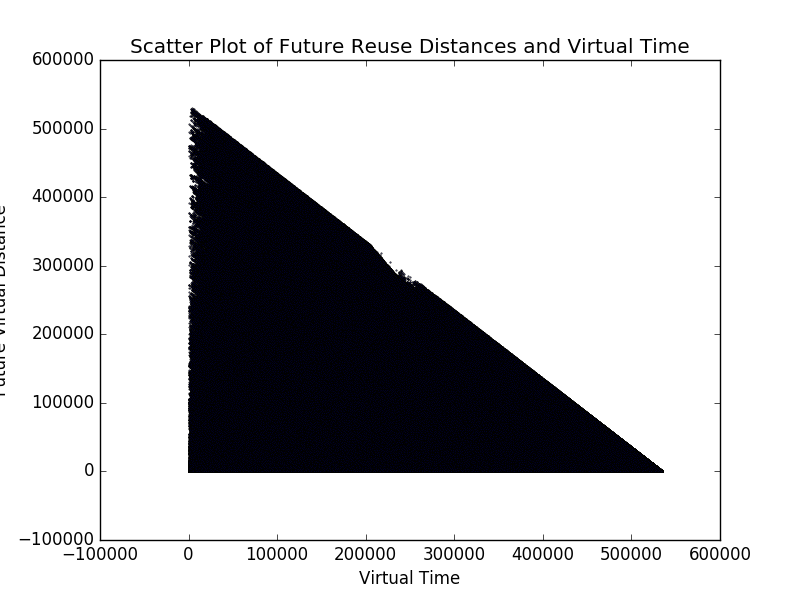 Scatter Plot of Future Reuse Distances and Virtual Time
600000
500000
400000
300000
200000
100000
0
−100000
Future Virtual Distance
−100000 0 100000 200000 300000 400000 500000 600000
Virtual Time